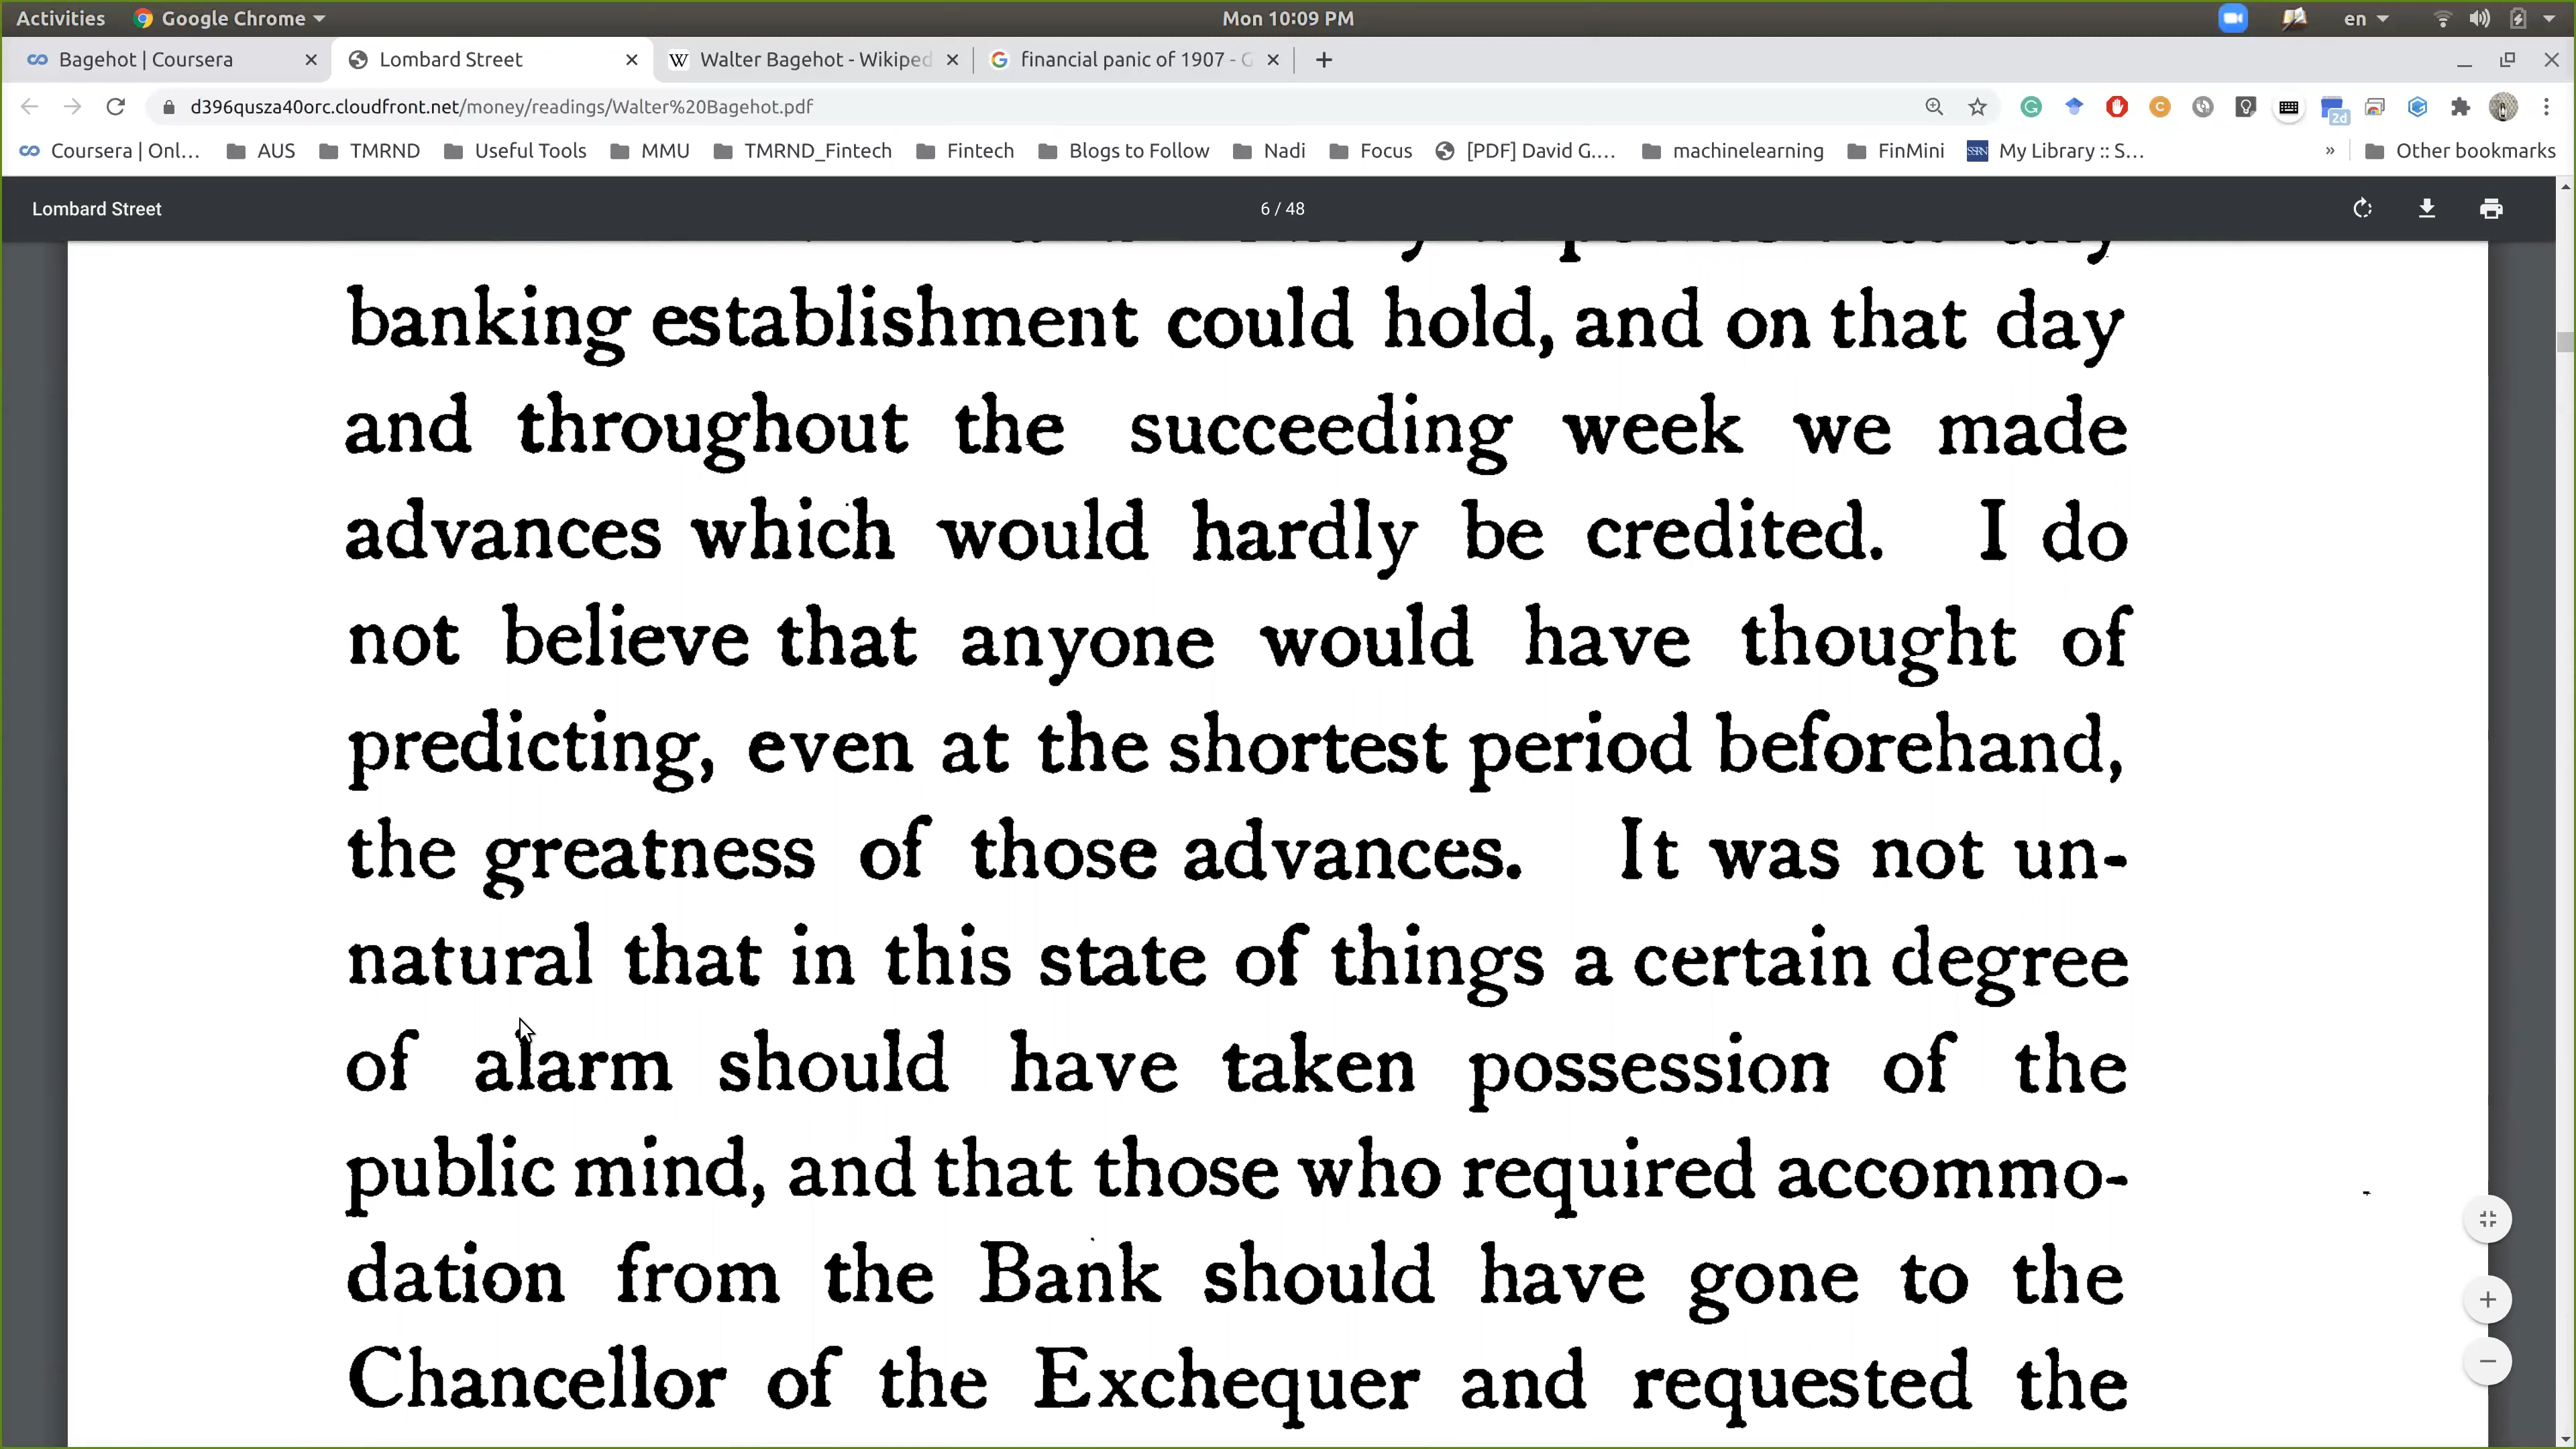 Activities Google Chrome Mon 10:09 PM en
Bagehot | Coursera Lombard Street Walter Bagehot - Wikiped financial panic of 1907 - G
d396qusza40orc.cloudfront.net/money/readings/Walter%20Bagehot.pdf 2d
Coursera | Onl... AUS TMRND Useful Tools MMU TMRND_Fintech Fintech Blogs to Follow Nadi Focus [PDF] David G.... machinelearning FinMini SSRN My Library :: S... » Other bookmarks
Lombard Street 6 / 48
banking establishment could hold, and on that day
and throughout the succeeding week we made
advances which would hardly be credited. I do
not believe that anyone would have thought of
predicting, even at the shortest period beforehand,
the greatness of those advances. It was not un-
natural that in this state of things a certain degree
of alarm should have taken possession of the
public mind, and that those who required accommo-
dation from the Bank should have gone to the
Chancellor of the Exchequer and requested the